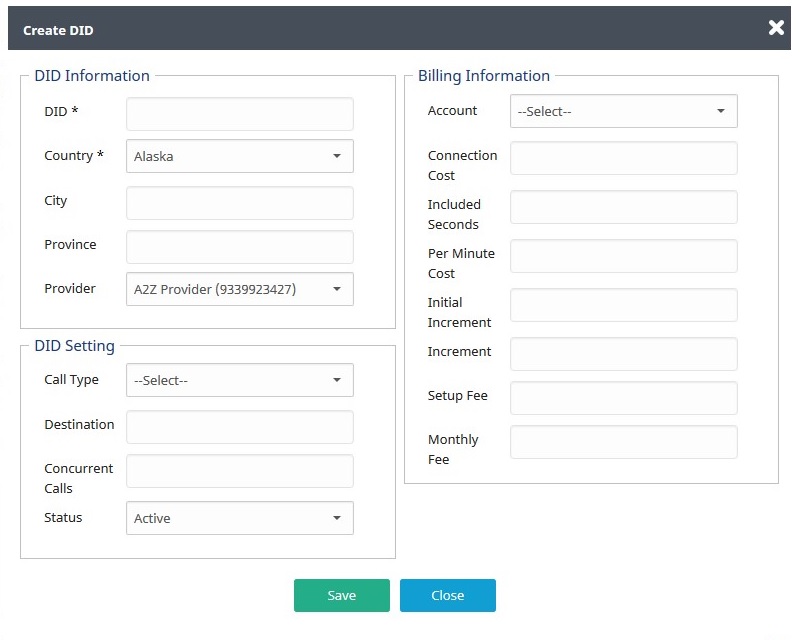 Create DID
DID Information
DID *
Country *
Alaska
City
Province
Provider
A2Z Provider (9339923427)
DID Setting
Call Type
--Select--
Destination
Concurrent
Calls
Status
Active
Billing Information
Account
--Select--
Connection
Cost
Included
Seconds
Per Minute
Cost
Initial
Increment
Increment
Setup Fee
Monthly
Fee
Save
Close